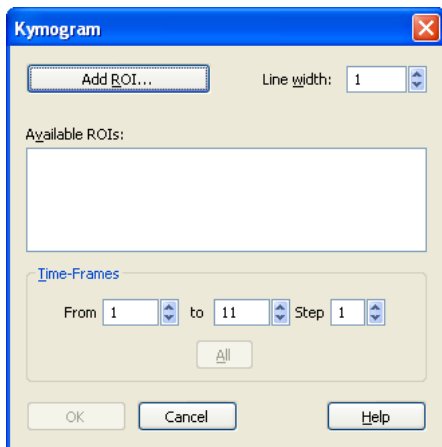 Kymogram
Add ROI... Line width: 1
Available ROIs:
Time-Frames
From 1 to 11 Step 1
All
OK Cancel Help